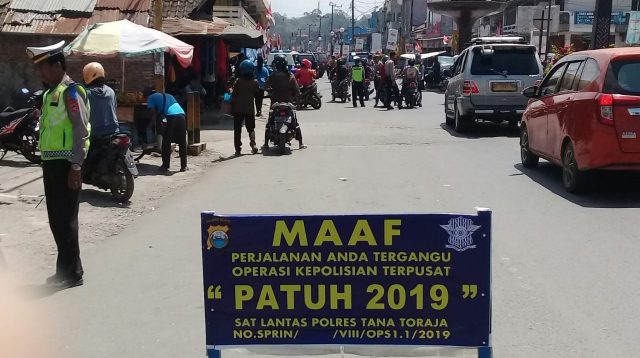 MAAF
PERJALANAN ANDA TERGANGU
OPERASI KEPOLISIAN TERPUSAT
“ PATUH 2019 ”
SAT LANTAS POLRES TANA TORAJA
NO.SPRIN/ /VIII/OPS1.1/2019